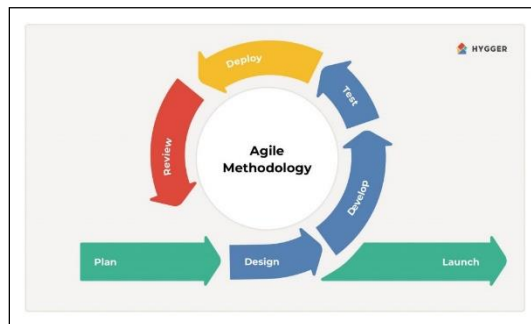 HYGGER
Deploy
Test
Review
Agile
Methodology
Develop
Plan
Design
Launch